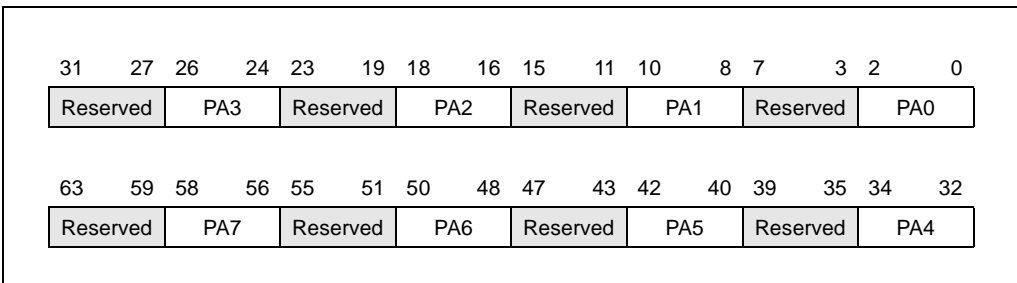 31 27 26 24 23 19 18 16 15 11 10 8 7 3 2 0
Reserved PA3 Reserved PA2 Reserved PA1 Reserved PA0
63 59 58 56 55 51 50 48 47 43 42 40 39 35 34 32
Reserved PA7 Reserved PA6 Reserved PA5 Reserved PA4